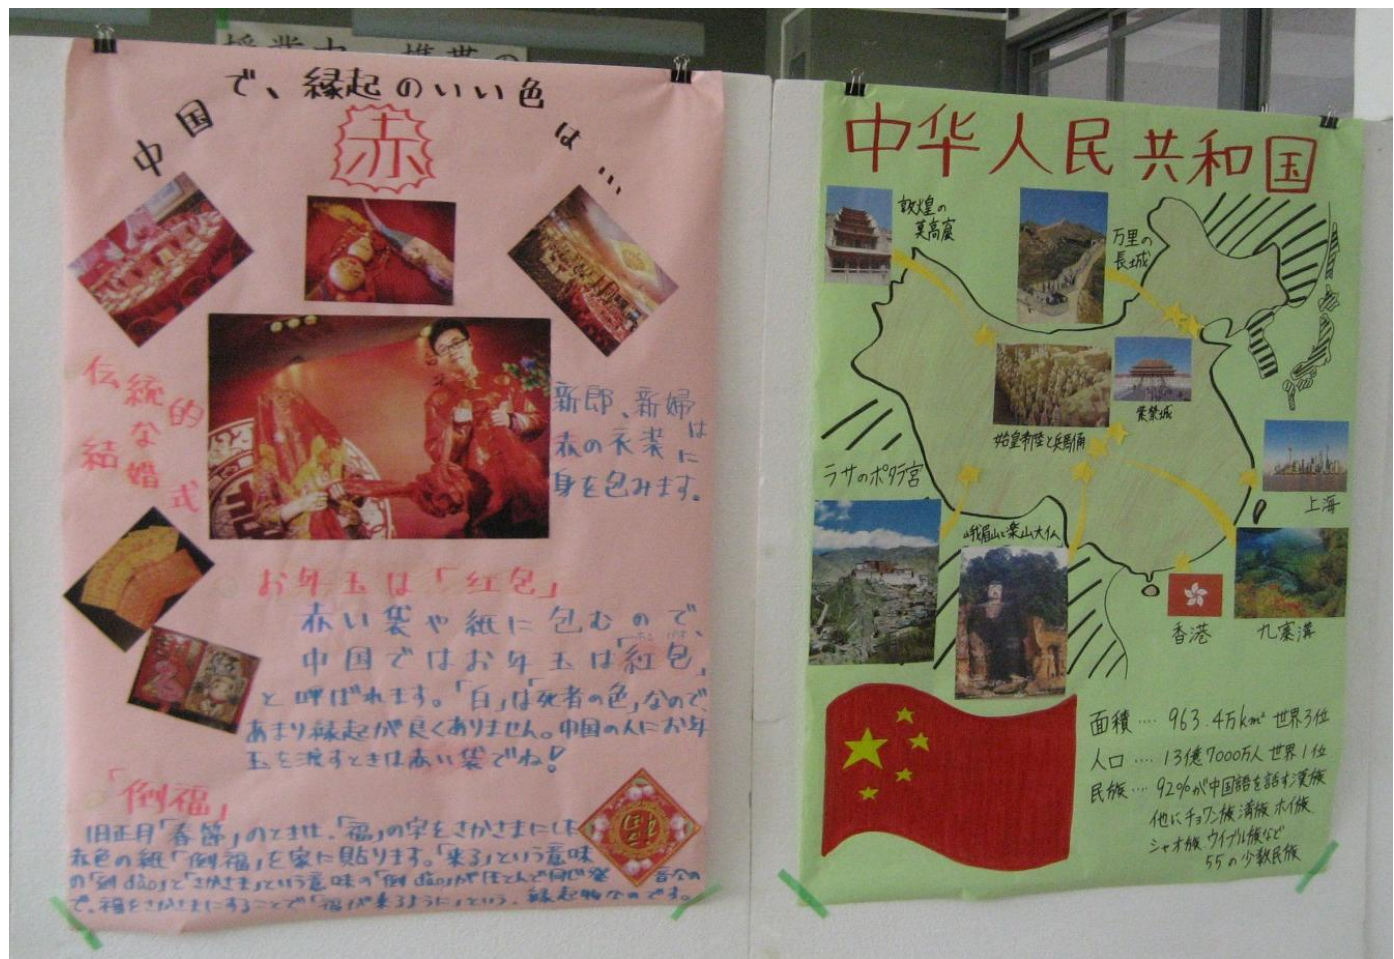 授業中 携帯の
中国で、縁起のいい色は…
赤
伝統的な
結婚式
新郎、新婦は
赤の衣装に
身を包みます。
お年玉は「红包」
赤い袋や紙に包むので、
中国ではお年玉は「紅包」
と呼ばれます。「白」は「死者の色」なので、
あまり縁起が良くありません。中国の人にお年
玉を渡すときは赤い袋でね!
「倒福」
旧正月「春節」のときは、「福」の字をさかさまにした
赤色の紙「倒福」を家に貼ります。「来る」という意味
の「到 dào」と「さかさま」という意味の「倒 dào」がほとんど同じ発音なの
で、福をさかさまにすることで「福が来るように」という、縁起物なのです。
中华人民共和国
敦煌の
莫高窟
万里の
長城
紫禁城
始皇帝陸と兵馬俑
ラサのポタラ宮
峨眉山と楽山大仏
上海
香港
九寨溝
面積‥‥ 963.4万km² 世界3位
人口‥‥ 13億7000万人 世界1位
民族‥‥ 92%が中国語を話す漢族
他にチョワン族 満族 ホイ族
シャオ族 ウイグル族など
55の少数民族